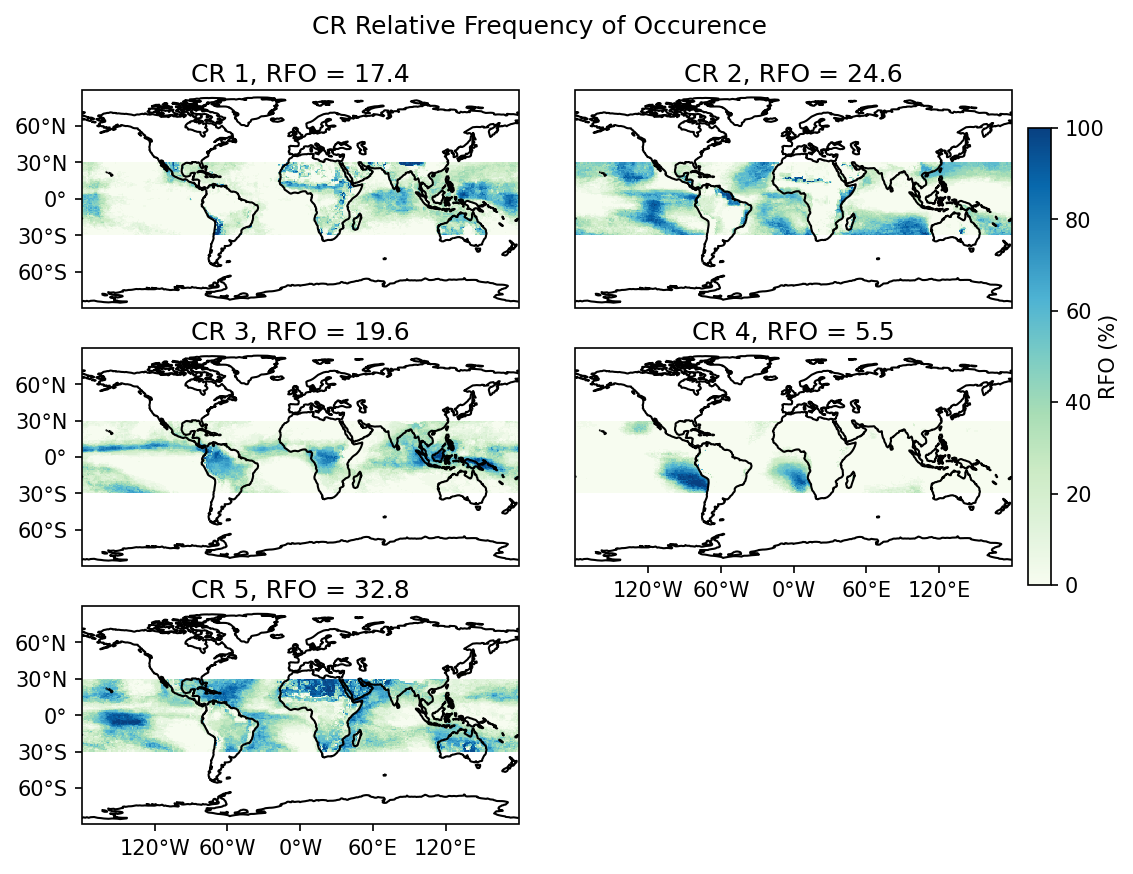 CR Relative Frequency of Occurence
CR 1, RFO = 17.4
CR 2, RFO = 24.6
60°N
30°N
0°
30°S
60°S
100
80
60
40
20
0
RFO (%)
CR 3, RFO = 19.6
CR 4, RFO = 5.5
60°N
30°N
0°
30°S
60°S
120°W 60°W 0°W 60°E 120°E
CR 5, RFO = 32.8
60°N
30°N
0°
30°S
60°S
120°W 60°W 0°W 60°E 120°E